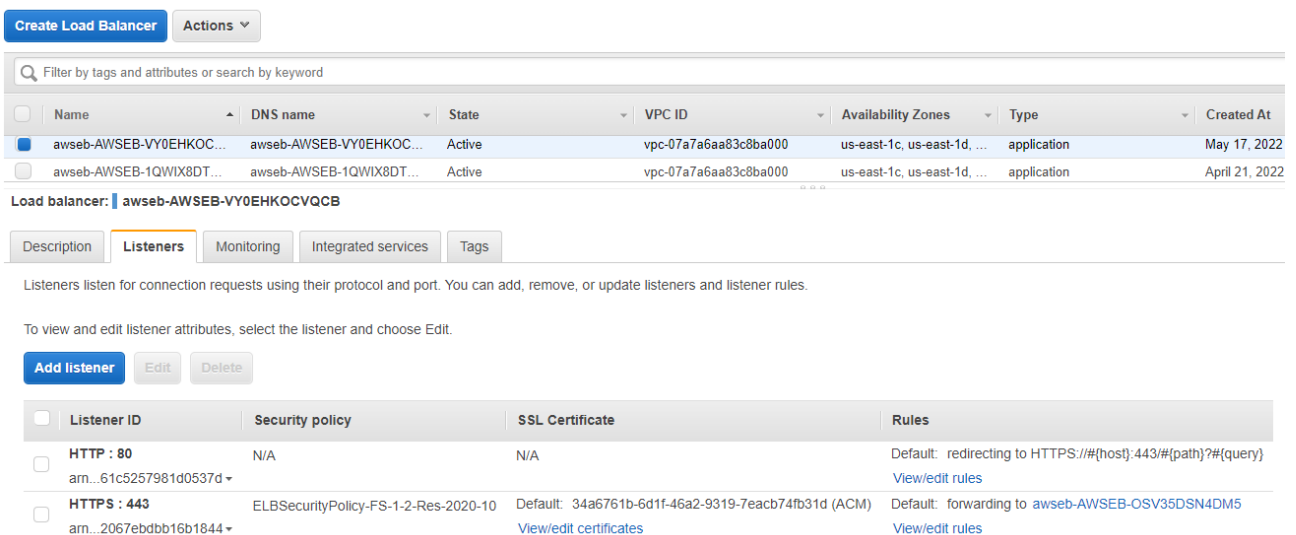 Create Load Balancer Actions
Filter by tags and attributes or search by keyword
Name DNS name State VPC ID Availability Zones Type Created At
awseb-AWSEB-VY0EHKOC... awseb-AWSEB-VY0EHKOC... Active vpc-07a7a6aa83c8ba000 us-east-1c, us-east-1d, ... application May 17, 2022
awseb-AWSEB-1QWIX8DT... awseb-AWSEB-1QWIX8DT... Active vpc-07a7a6aa83c8ba000 us-east-1c, us-east-1d, ... application April 21, 2022
Load balancer: awseb-AWSEB-VY0EHKOCVQCB
Description Listeners Monitoring Integrated services Tags
Listeners listen for connection requests using their protocol and port. You can add, remove, or update listeners and listener rules.
To view and edit listener attributes, select the listener and choose Edit.
Add listener Edit Delete
Listener ID Security policy SSL Certificate Rules
HTTP : 80 N/A N/A Default: redirecting to HTTPS://#{host}:443/#{path}?#{query}
arn...61c5257981d0537d View/edit rules
HTTPS : 443 ELBSecurityPolicy-FS-1-2-Res-2020-10 Default: 34a6761b-6d1f-46a2-9319-7eacb74fb31d (ACM) Default: forwarding to awseb-AWSEB-OSV35DSN4DM5
arn...2067ebdbb16b1844 View/edit certificates View/edit rules